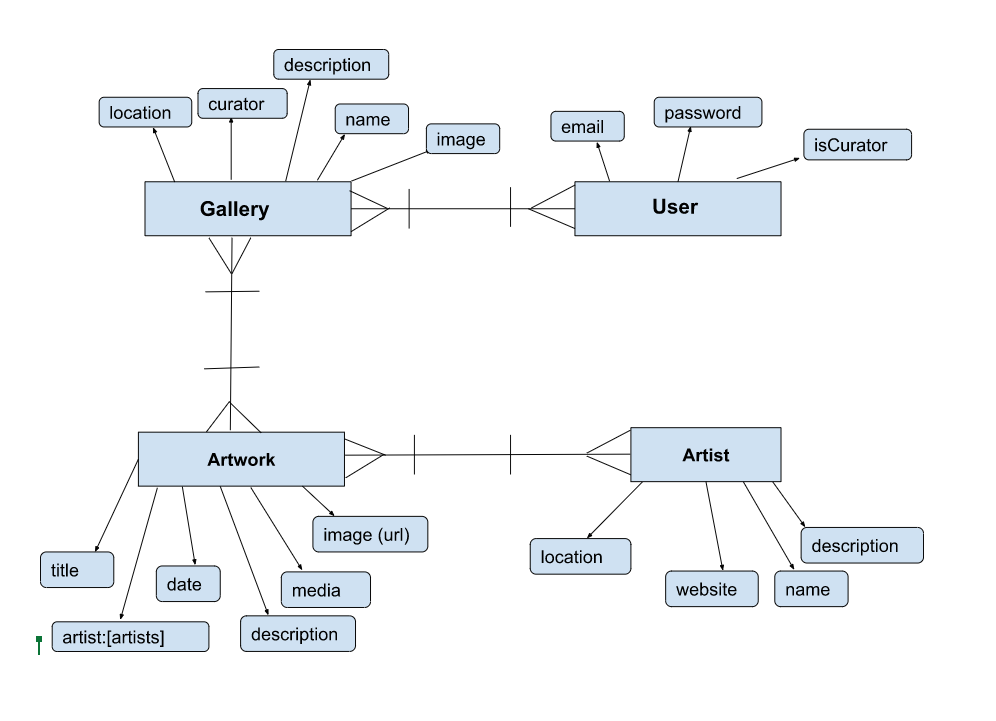 description
location
curator
name
image
email
password
isCurator
Gallery
User
Artwork
Artist
title
date
artist:[artists]
image (url)
media
description
location
website
name
description